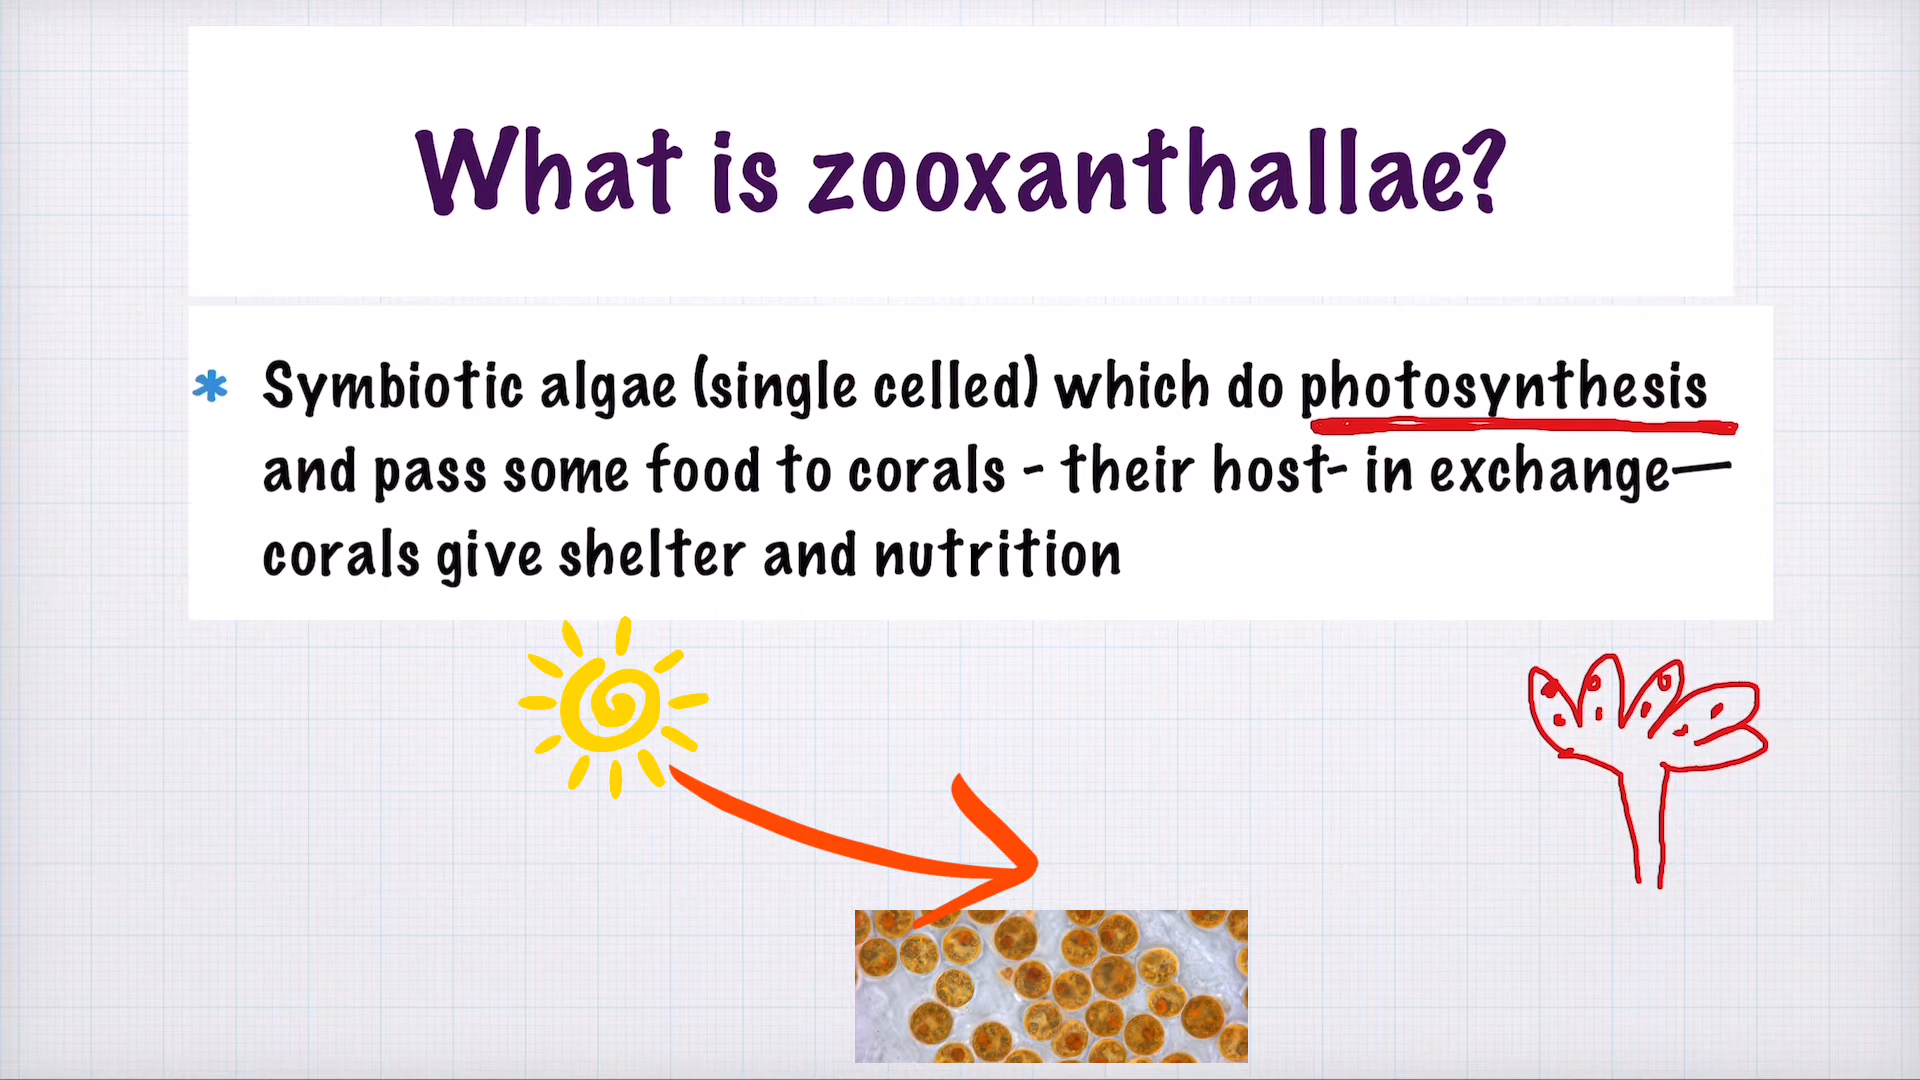 What is zooxanthallae?
* Symbiotic algae (single celled) which do photosynthesis
and pass some food to corals - their host- in exchange—
corals give shelter and nutrition